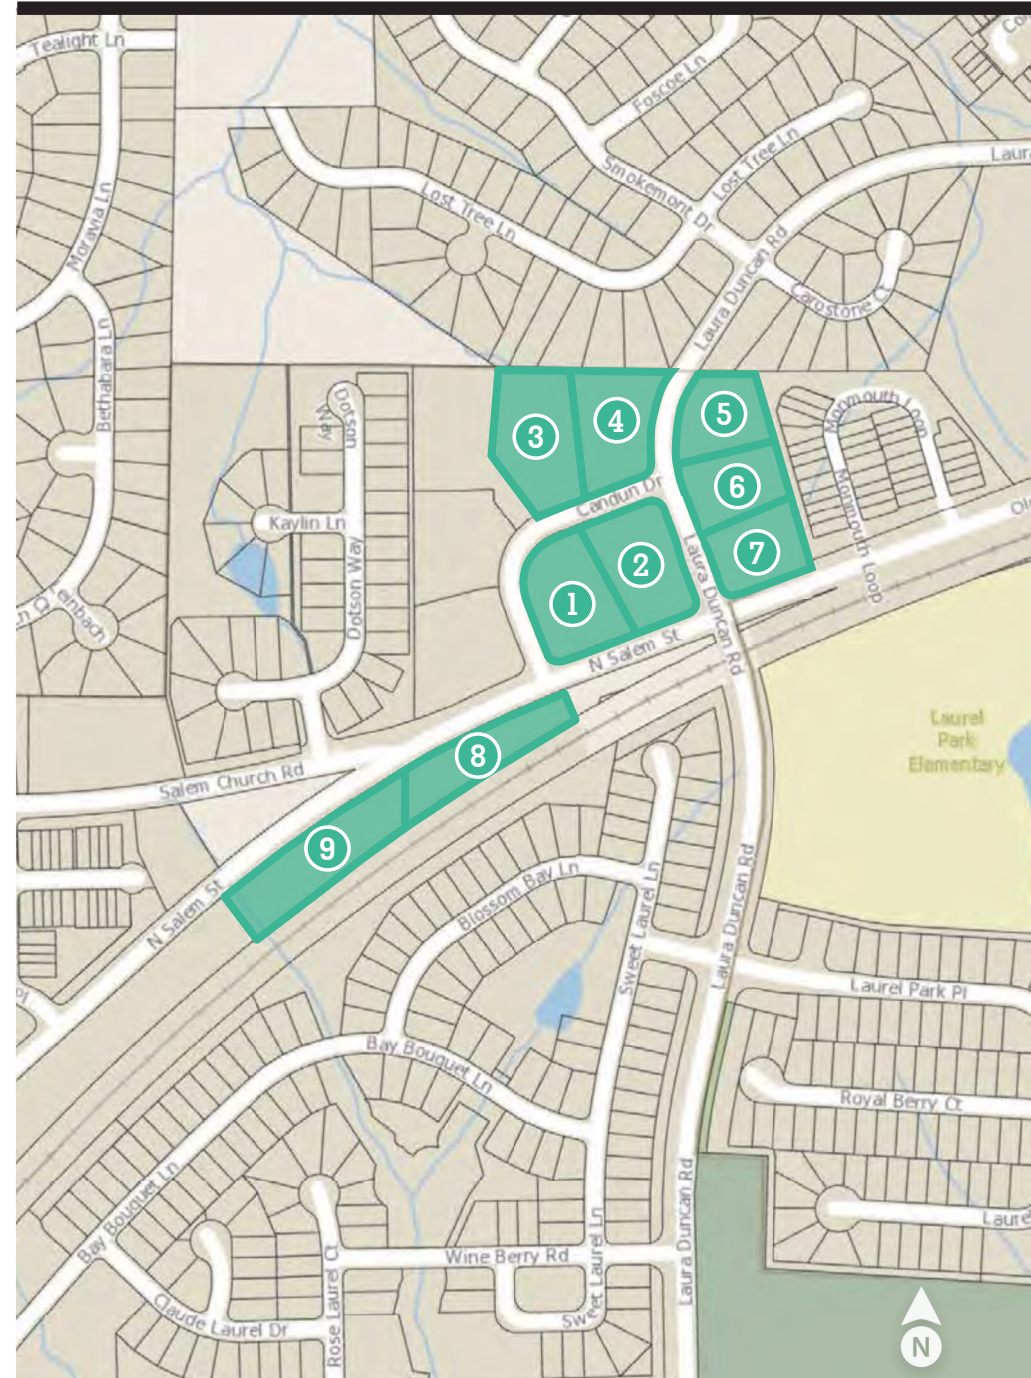 Tealight Ln
Foscoe Ln
Lost Tree Ln
Smokemont Dr
Moravia Ln
Lost Tree Ln
Laura Duncan Rd
Carostone Ct
Bethabara Ln
Dotson
Way
3
4
5
Monmouth Loop
6
Candun Dr
Kaylin Ln
Monmouth Loop
7
2
1
Laura Duncan Rd
Dotson Way
N Salem St
Laurel
Park
Elementary
8
Salem Church Rd
9
Blossom Bay Ln
N Salem St
Sweet Laurel Ln
Laura Duncan Rd
Laurel Park Pl
Bay Bouquet Ln
Royal Berry Ct
Bay Bouquet Ln
Laura Duncan Rd
Wine Berry Rd
Sweet Laurel Ln
Claude Laurel Dr
Rose Laurel Ct
N